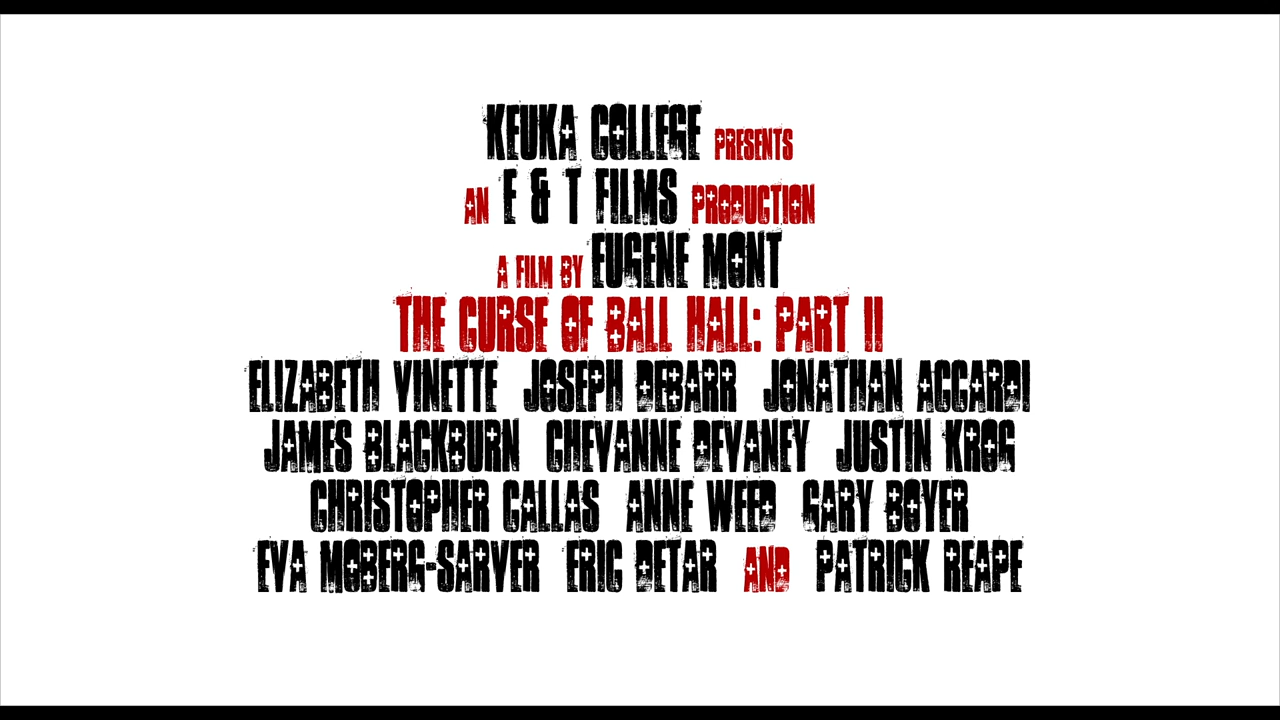 KEUKA COLLEGE PRESENTS
AN E & T FILMS PRODUCTION
A FILM BY EUGENE MONT
THE CURSE OF BALL HALL: PART II
ELIZABETH VINETTE JOSEPH DEBARR JONATHAN ACCARDI
JAMES BLACKBURN CHEVANNE DEVANEY JUSTIN KROG
CHRISTOPHER CALLAS ANNE WEED GARY BOYER
EVA MOBERG-SARVER ERIC DETAR AND PATRICK REAPE